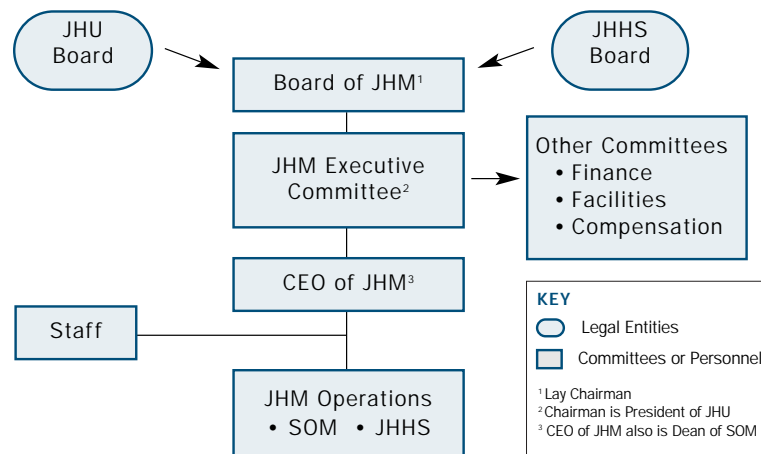 JHU
Board
JHHS
Board
Board of JHM¹
JHM Executive
Committee²
Other Committees
• Finance
• Facilities
• Compensation
CEO of JHM³
Staff
JHM Operations
• SOM • JHHS
KEY
Legal Entities
Committees or Personnel
¹ Lay Chairman
² Chairman is President of JHU
³ CEO of JHM also is Dean of SOM